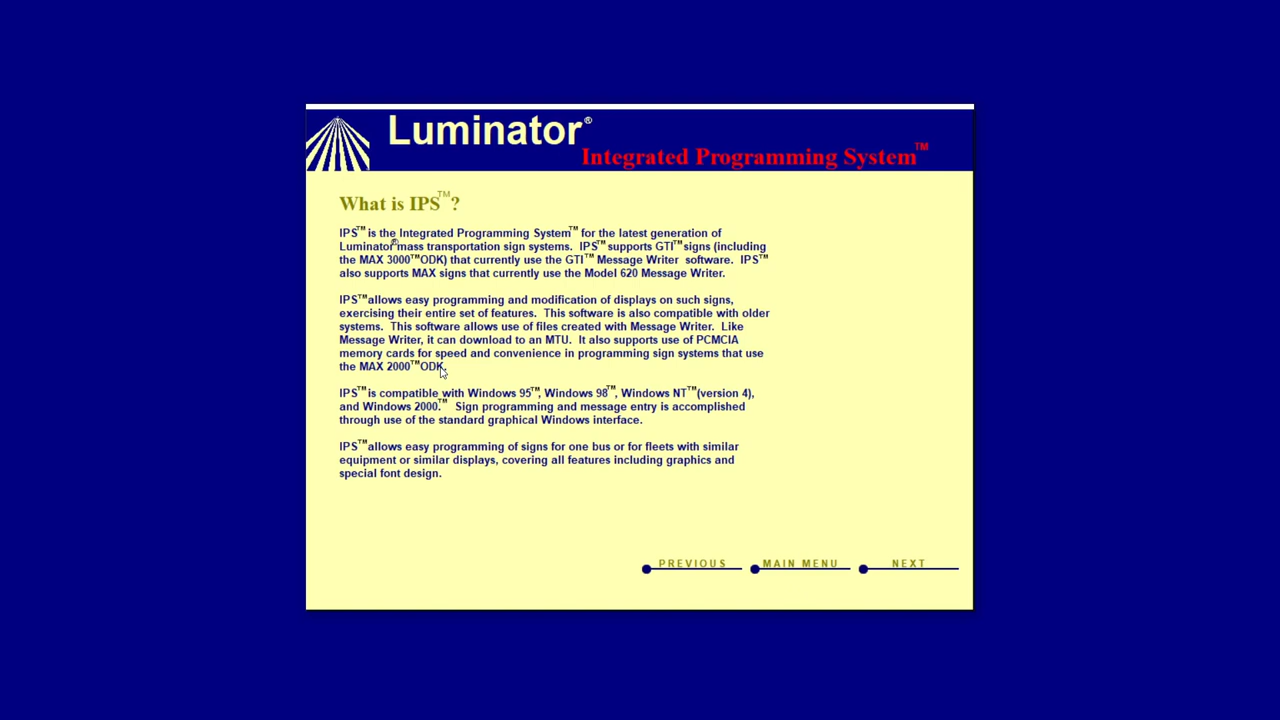 Luminator®
Integrated Programming System™
What is IPS™?
IPS™ is the Integrated Programming System™ for the latest generation of
Luminator® mass transportation sign systems.  IPS™ supports GTI™ signs (including
the MAX 3000™ ODK) that currently use the GTI™ Message Writer  software.  IPS™
also supports MAX signs that currently use the Model 620 Message Writer.
IPS™ allows easy programming and modification of displays on such signs,
exercising their entire set of features.  This software is also compatible with older
systems.  This software allows use of files created with Message Writer.  Like
Message Writer, it can download to an MTU.  It also supports use of PCMCIA
memory cards for speed and convenience in programming sign systems that use
the MAX 2000™ ODK.
IPS™ is compatible with Windows 95™, Windows 98™, Windows NT™ (version 4),
and Windows 2000.™  Sign programming and message entry is accomplished
through use of the standard graphical Windows interface.
IPS™ allows easy programming of signs for one bus or for fleets with similar
equipment or similar displays, covering all features including graphics and
special font design.
PREVIOUS MAIN MENU NEXT